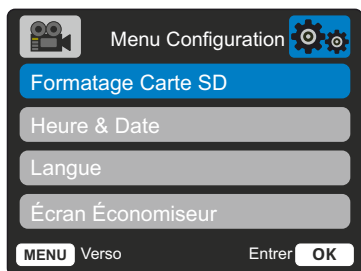 Menu Configuration
Formatage Carte SD
Heure & Date
Langue
Écran Économiseur
MENU Verso Entrer OK